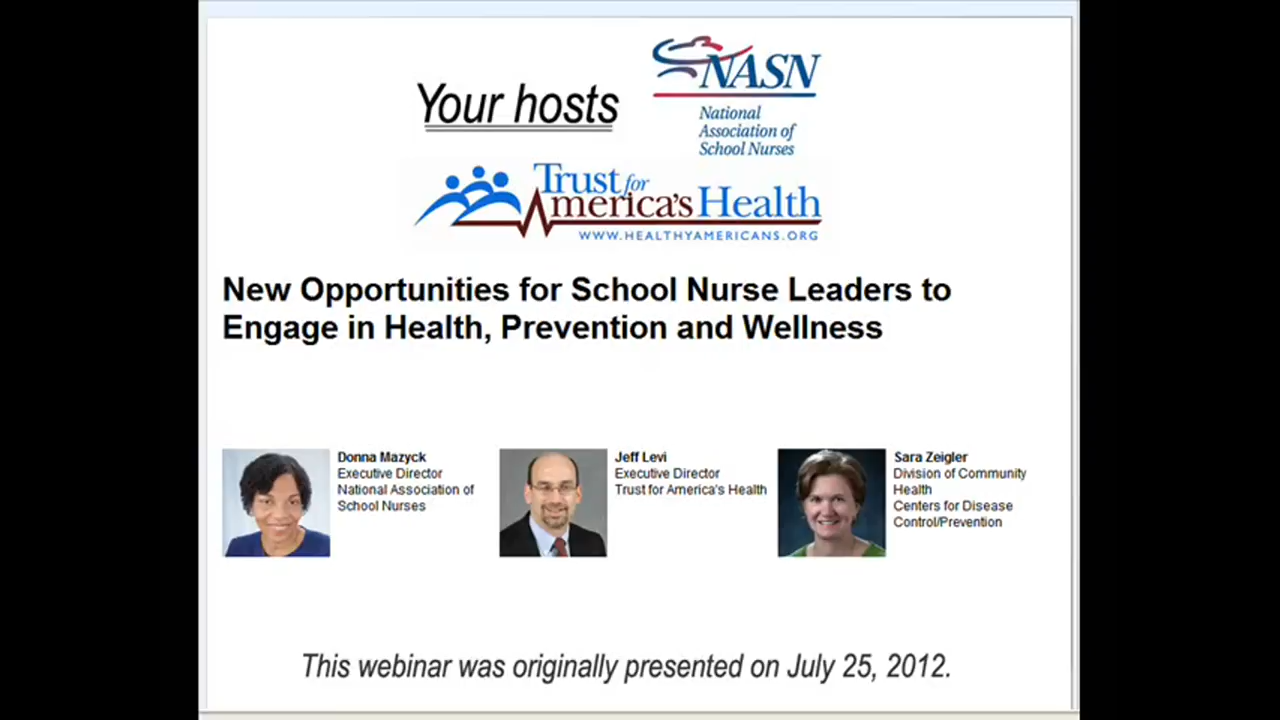 Your hosts
NASN
National
Association of
School Nurses
Trust for
America's Health
WWW.HEALTHYAMERICANS.ORG
New Opportunities for School Nurse Leaders to
Engage in Health, Prevention and Wellness
Donna Mazyck
Executive Director
National Association of
School Nurses
Jeff Levi
Executive Director
Trust for America's Health
Sara Zeigler
Division of Community
Health
Centers for Disease
Control/Prevention
This webinar was originally presented on July 25, 2012.